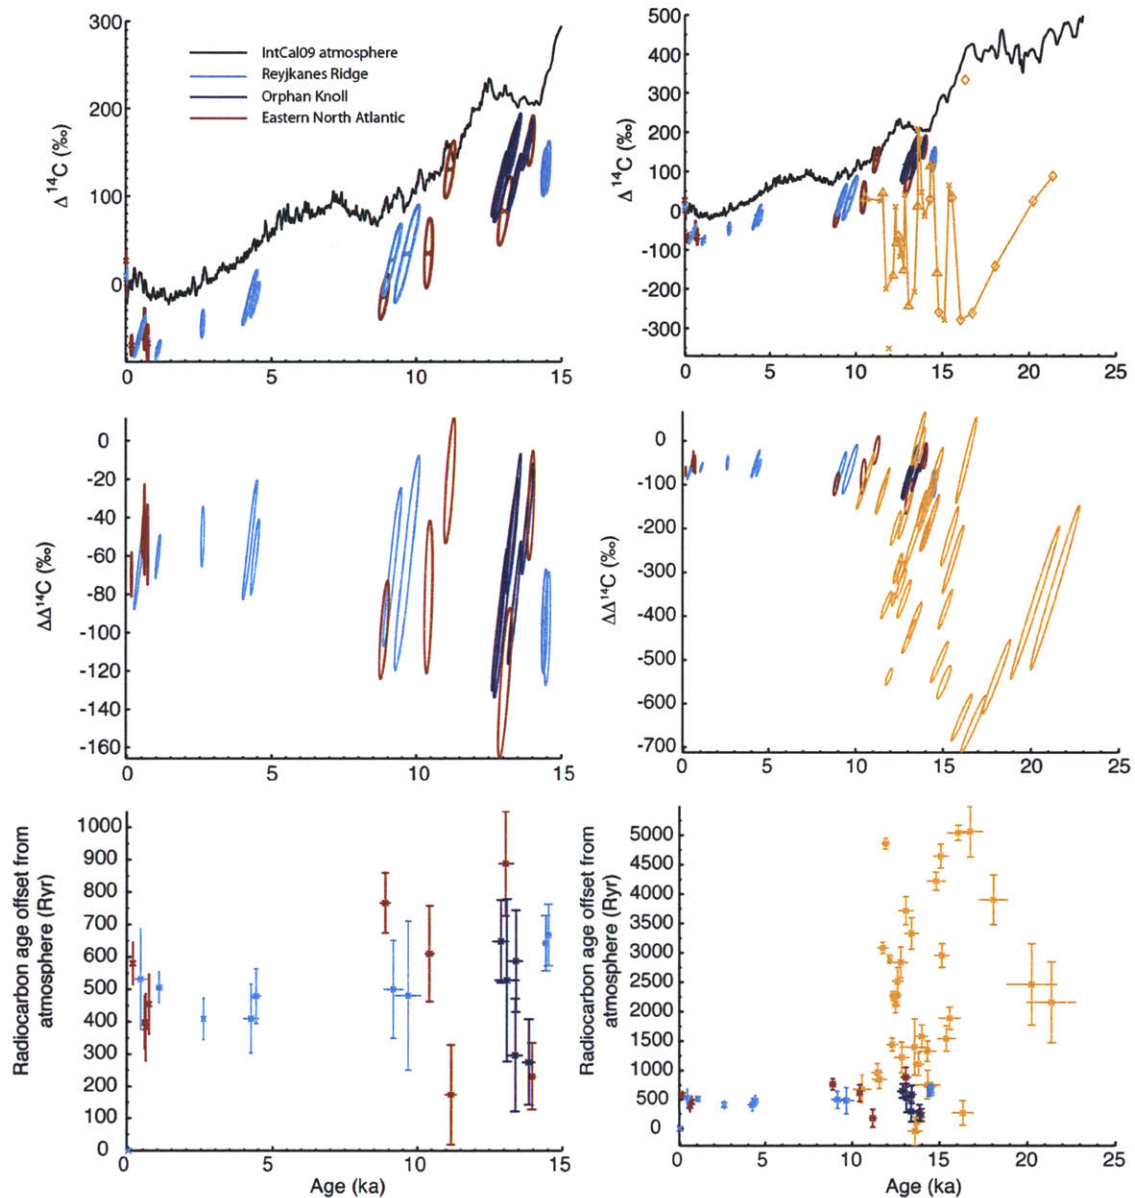 300
200
100
0
Δ¹⁴C (‰)
IntCal09 atmosphere
Reyjkanes Ridge
Orphan Knoll
Eastern North Atlantic
0 5 10 15
500
400
300
200
100
0
-100
-200
-300
Δ¹⁴C (‰)
0 5 10 15 20 25
0
-20
-40
-60
-80
-100
-120
-140
-160
ΔΔ¹⁴C (‰)
0 5 10 15
0
-100
-200
-300
-400
-500
-600
-700
ΔΔ¹⁴C (‰)
0 5 10 15 20 25
Radiocarbon age offset from
atmosphere (Ryr)
1000
900
800
700
600
500
400
300
200
100
0
0 5 10 15
Age (ka)
Radiocarbon age offset from
atmosphere (Ryr)
5000
4500
4000
3500
3000
2500
2000
1500
1000
500
0
0 5 10 15 20 25
Age (ka)